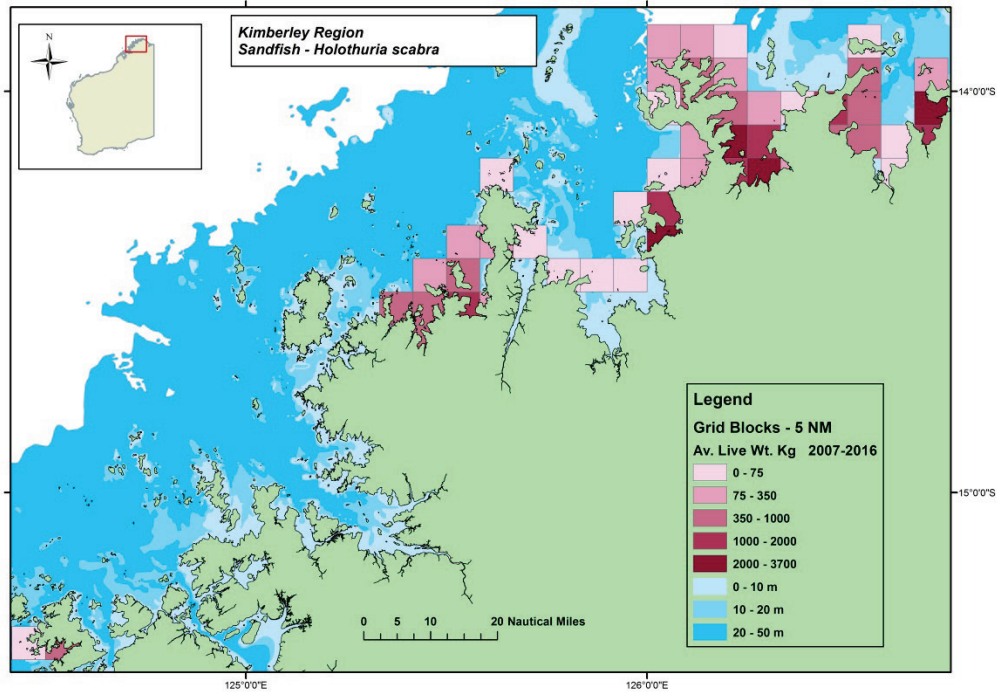 Kimberley Region
Sandfish - Holothuria scabra
N
14°0'0"S
15°0'0"S
Legend
Grid Blocks - 5 NM
Av. Live Wt. Kg 2007-2016
0 - 75
75 - 350
350 - 1000
1000 - 2000
2000 - 3700
0 - 10 m
10 - 20 m
20 - 50 m
0 5 10 20 Nautical Miles
125°0'0"E
126°0'0"E